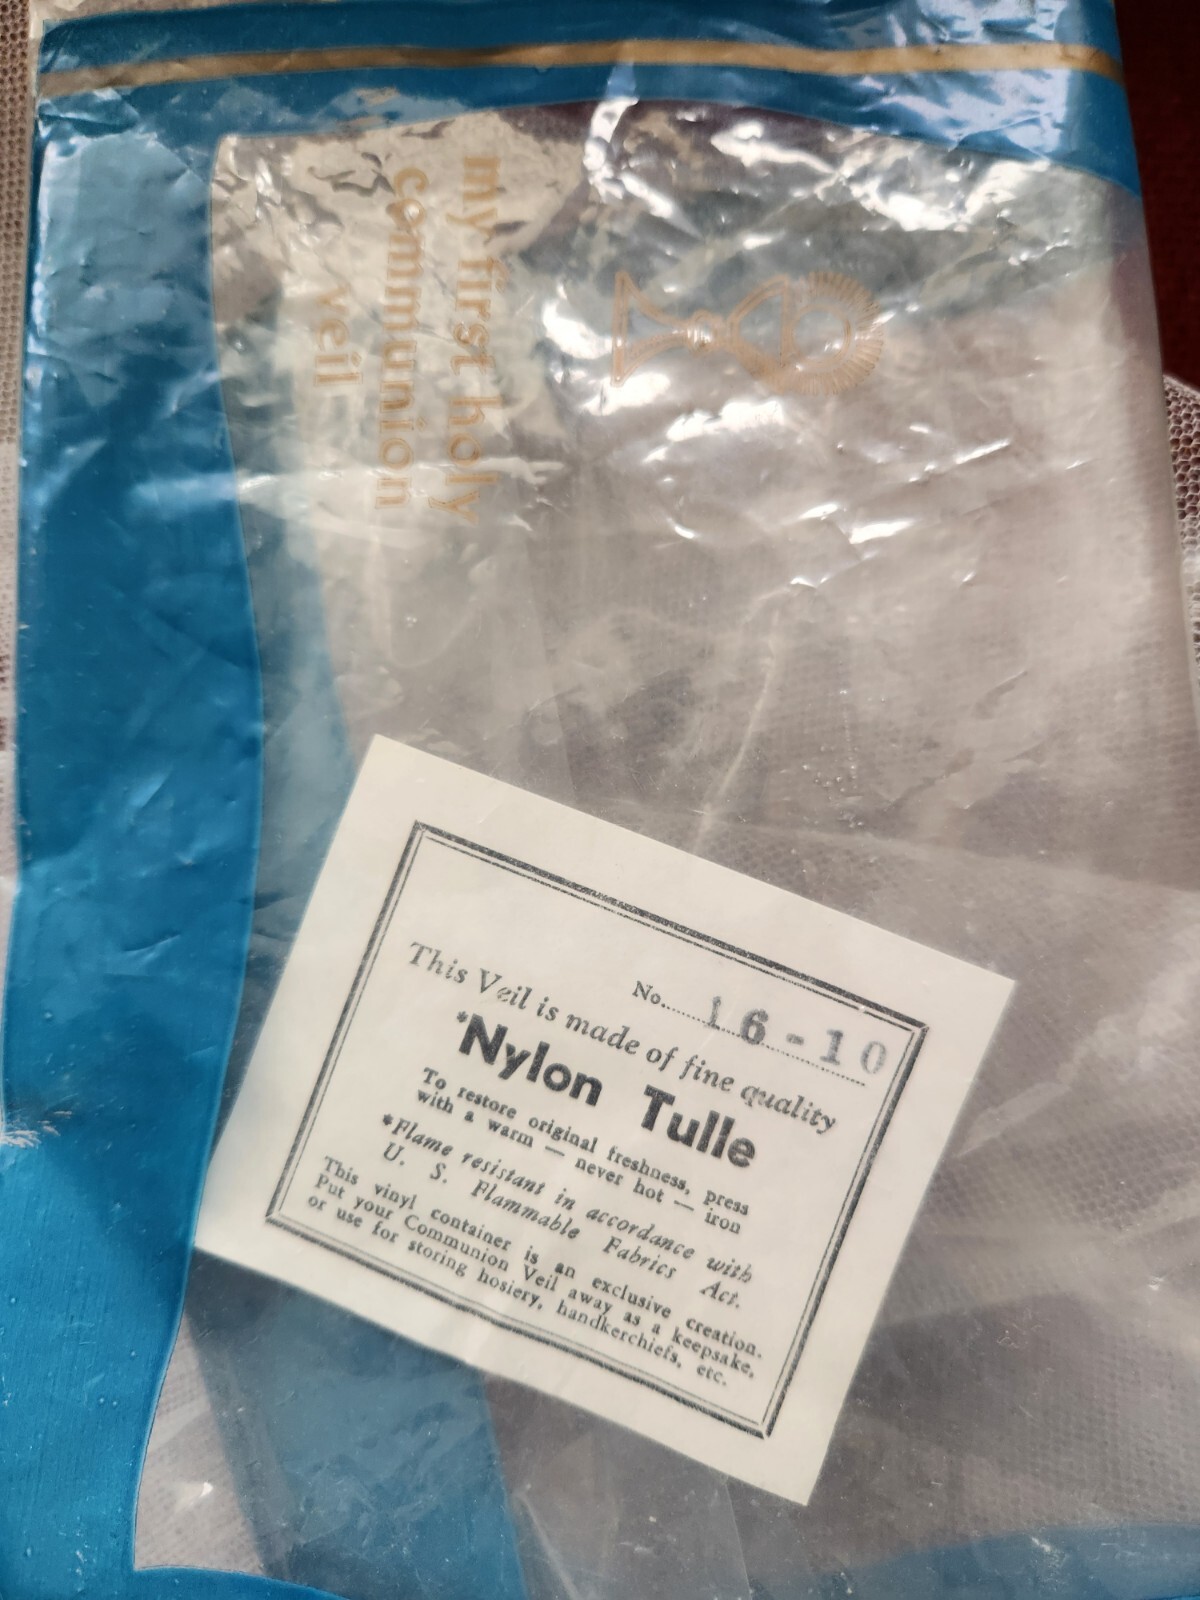 my first holy
communion
veil
No. 16-10
This Veil is made of fine quality
*Nylon Tulle
To restore original freshness, press
with a warm — never hot — iron
*Flame resistant in accordance with
U. S. Flammable Fabrics Act.
This vinyl container is an exclusive creation.
Put your Communion Veil away as a keepsake,
or use for storing hosiery, handkerchiefs, etc.